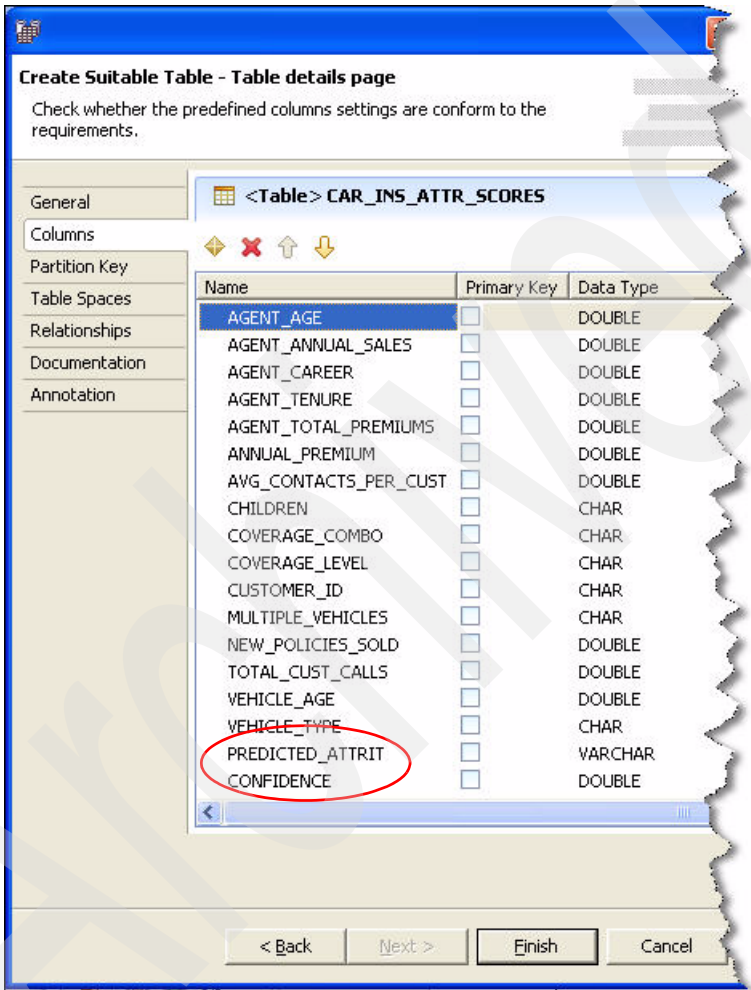 Create Suitable Table - Table details page
Check whether the predefined columns settings are conform to the
requirements.
General
Columns
Partition Key
Table Spaces
Relationships
Documentation
Annotation
<Table> CAR_INS_ATTR_SCORES
Name Primary Key Data Type
AGENT_AGE DOUBLE
AGENT_ANNUAL_SALES DOUBLE
AGENT_CAREER DOUBLE
AGENT_TENURE DOUBLE
AGENT_TOTAL_PREMIUMS DOUBLE
ANNUAL_PREMIUM DOUBLE
AVG_CONTACTS_PER_CUST DOUBLE
CHILDREN CHAR
COVERAGE_COMBO CHAR
COVERAGE_LEVEL CHAR
CUSTOMER_ID CHAR
MULTIPLE_VEHICLES CHAR
NEW_POLICIES_SOLD DOUBLE
TOTAL_CUST_CALLS DOUBLE
VEHICLE_AGE DOUBLE
VEHICLE_TYPE CHAR
PREDICTED_ATTRIT VARCHAR
CONFIDENCE DOUBLE
< Back Next > Finish Cancel